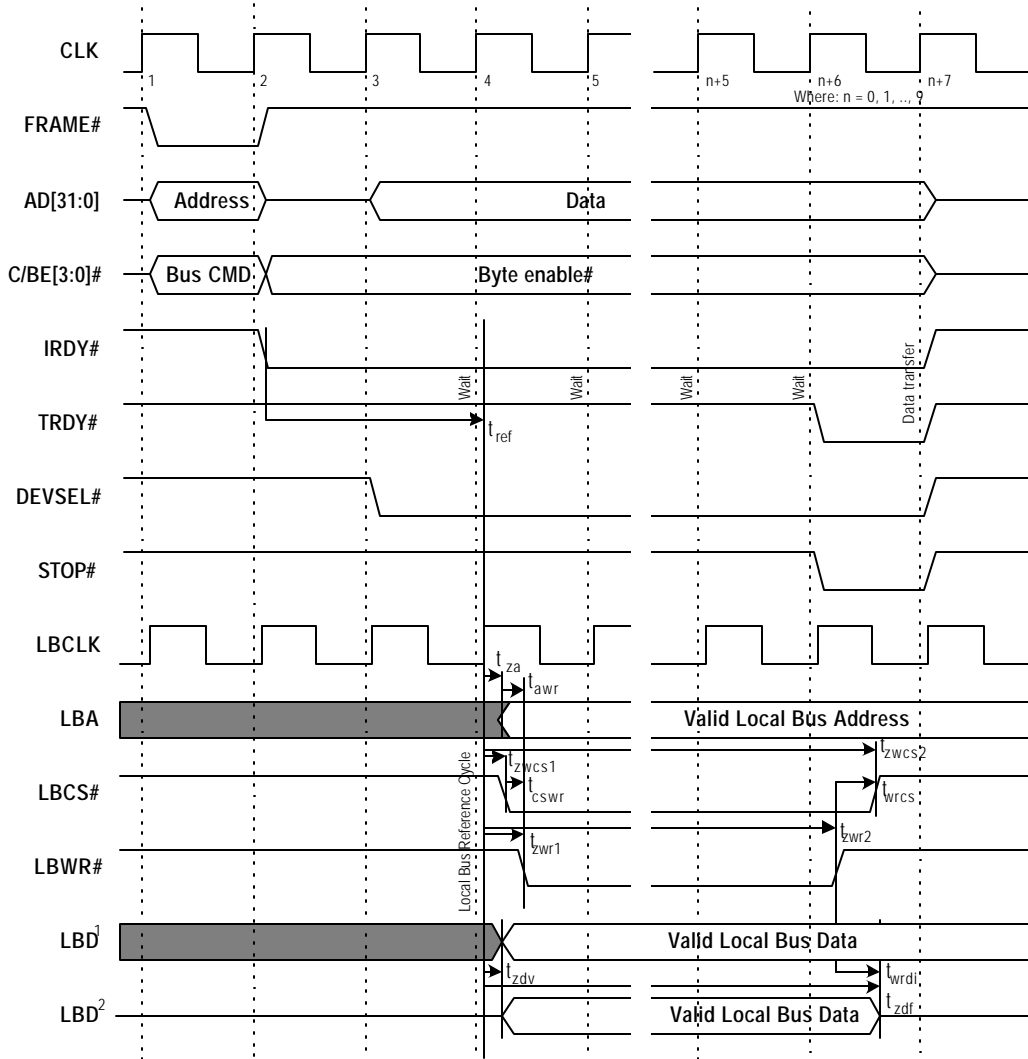 CLK
1 2 3 4 5 n+5 n+6 n+7
Where: n = 0, 1, .., 9
FRAME#
AD[31:0] Address Data
C/BE[3:0]# Bus CMD Byte enable#
IRDY#
Wait Wait Wait Wait Data transfer
TRDY#
tref
DEVSEL#
STOP#
LBCLK
tza
tawr
LBA Valid Local Bus Address
tzwcs1 tzwcs2
LBCS# tcswr twrcs
Local Bus Reference Cycle
tzwr1 tzwr2
LBWR#
LBD1 Valid Local Bus Data
tzdv twrdi
LBD2 Valid Local Bus Data tzdf